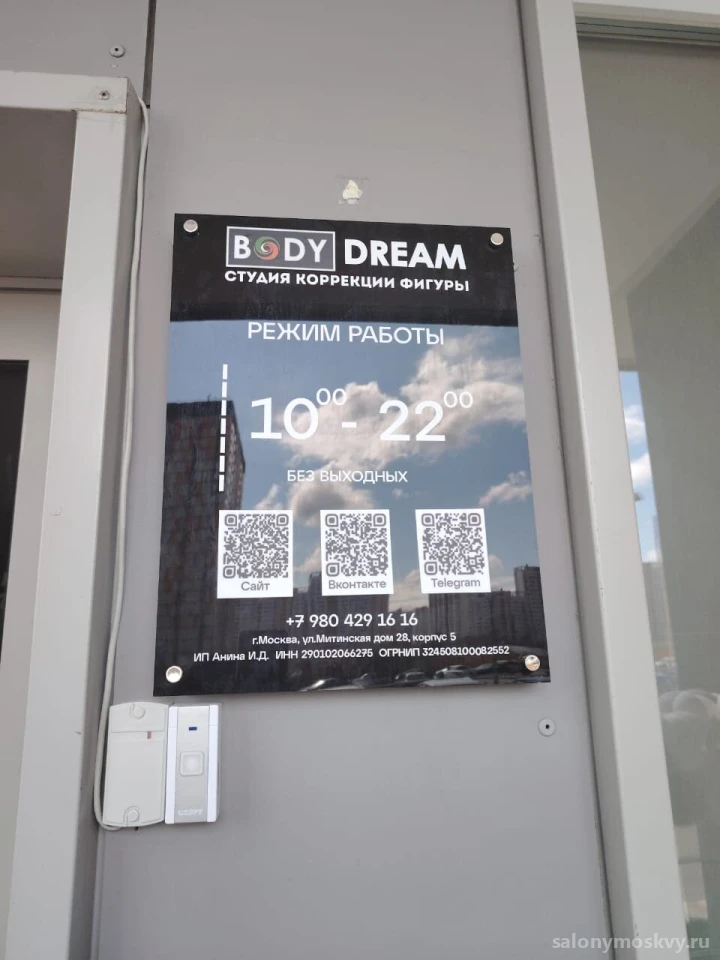 BODY DREAM
СТУДИЯ КОРРЕКЦИИ ФИГУРЫ
РЕЖИМ РАБОТЫ
10⁰⁰ - 22⁰⁰
БЕЗ ВЫХОДНЫХ
Сайт Вконтакте Telegram
+7 980 429 16 16
г.Москва, ул.Митинская дом 28, корпус 5
ИП Анина И.Д. ИНН 290102066275 ОГРНИП 324508100082552
salonymoskvy.ru